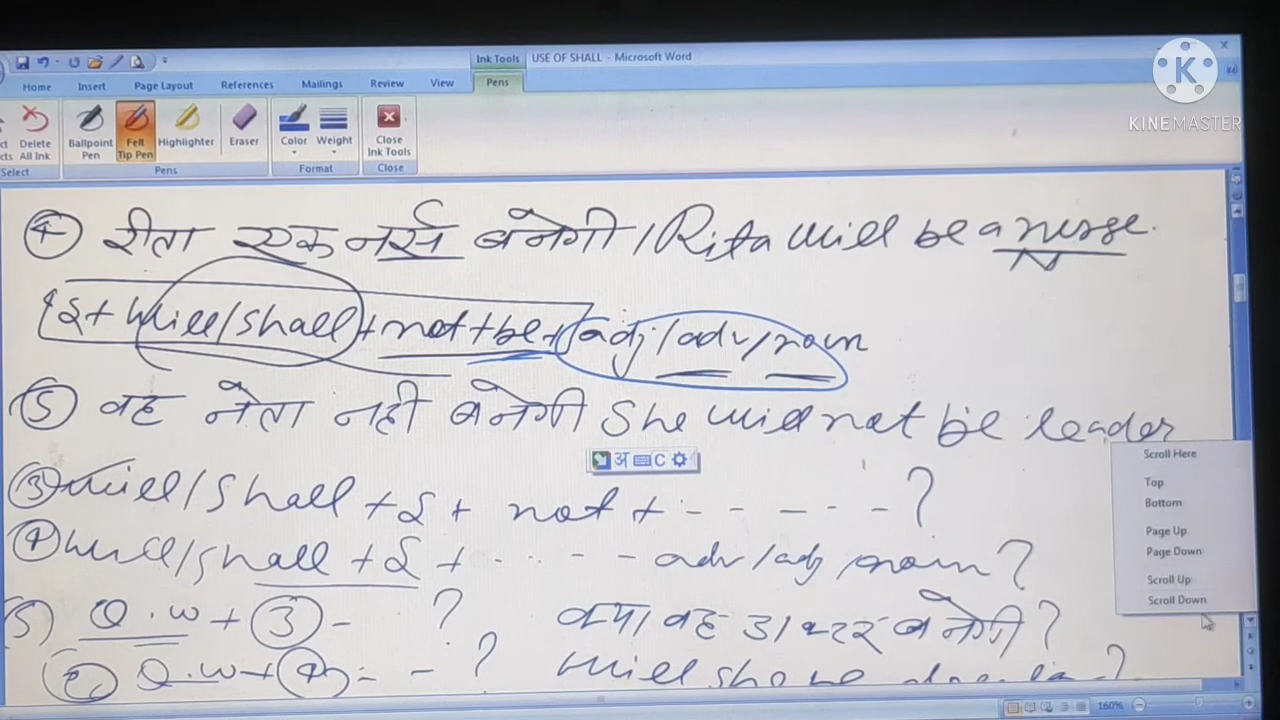 Ink Tools USE OF SHALL - Microsoft Word
Home Insert Page Layout References Mailings Review View Pens
K
KINEMASTER
Delete All Ink
Ballpoint Pen
Felt Tip Pen
Highlighter
Eraser
Color
Weight
Close Ink Tools
Select Pens Format Close
④ रीता एक नर्स बनेगी / Rita will be a nurse.
N
S + will/shall + not + be + adj/adv/noun
⑤ वह नेता नही बनेगी She will not be leader
③ will/shall + S + not + - - - - - - ?
④ will/shall + S + - - - - adv/adj/noun ?
5) Q.w + ③ - ? क्या वह डाक्टर बनेगी ?
Q.w + ④ - - ? will she
अ C
Scroll Here
Top
Bottom
Page Up
Page Down
Scroll Up
Scroll Down
160%